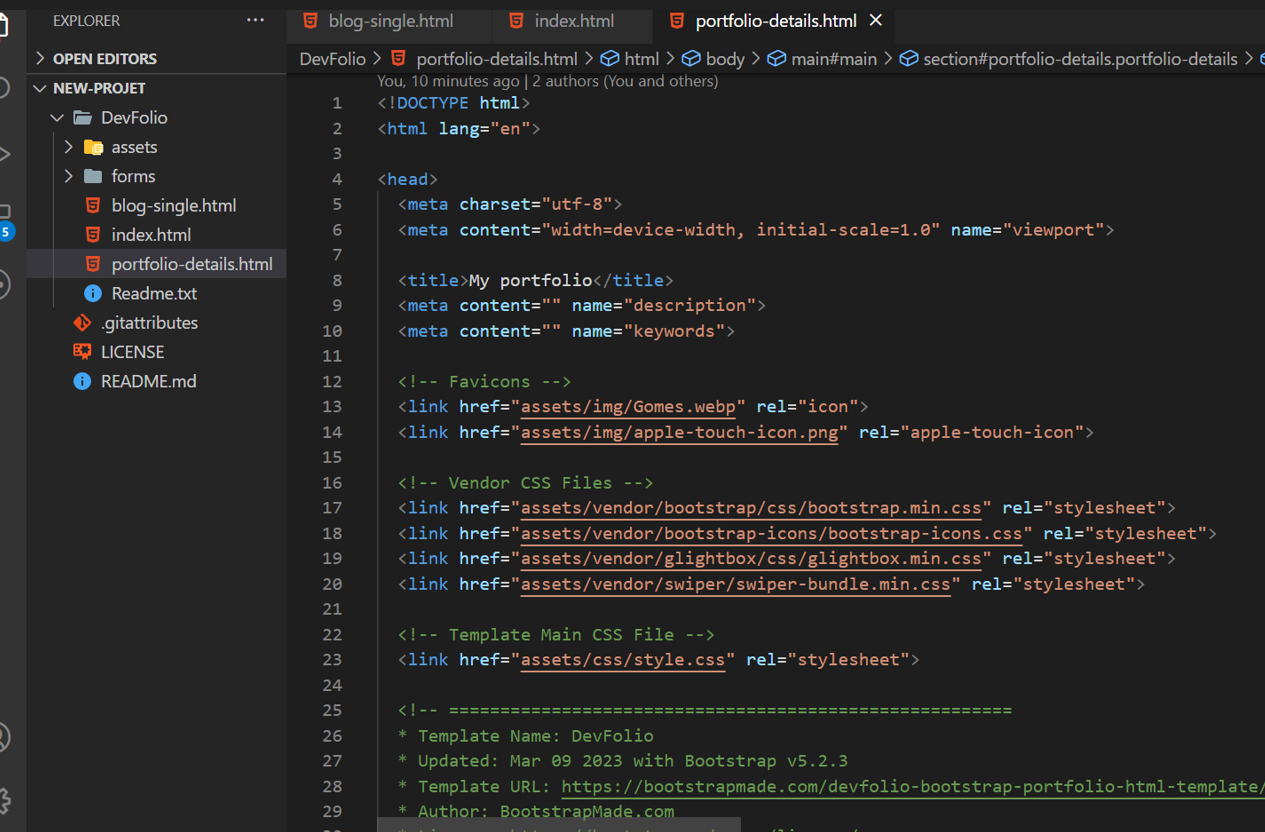 EXPLORER ...
OPEN EDITORS
NEW-PROJET
DevFolio
assets
forms
blog-single.html
index.html
portfolio-details.html
Readme.txt
.gitattributes
LICENSE
README.md
5
blog-single.html index.html portfolio-details.html
DevFolio > portfolio-details.html > html > body > main#main > section#portfolio-details.portfolio-details >
You, 10 minutes ago | 2 authors (You and others)
1 <!DOCTYPE html>
2 <html lang="en">
3
4 <head>
5 <meta charset="utf-8">
6 <meta content="width=device-width, initial-scale=1.0" name="viewport">
7
8 <title>My portfolio</title>
9 <meta content="" name="description">
10 <meta content="" name="keywords">
11
12 <!-- Favicons -->
13 <link href="assets/img/Gomes.webp" rel="icon">
14 <link href="assets/img/apple-touch-icon.png" rel="apple-touch-icon">
15
16 <!-- Vendor CSS Files -->
17 <link href="assets/vendor/bootstrap/css/bootstrap.min.css" rel="stylesheet">
18 <link href="assets/vendor/bootstrap-icons/bootstrap-icons.css" rel="stylesheet">
19 <link href="assets/vendor/glightbox/css/glightbox.min.css" rel="stylesheet">
20 <link href="assets/vendor/swiper/swiper-bundle.min.css" rel="stylesheet">
21
22 <!-- Template Main CSS File -->
23 <link href="assets/css/style.css" rel="stylesheet">
24
25 <!-- =======================================================
26 * Template Name: DevFolio
27 * Updated: Mar 09 2023 with Bootstrap v5.2.3
28 * Template URL: https://bootstrapmade.com/devfolio-bootstrap-portfolio-html-template/
29 * Author: BootstrapMade.com